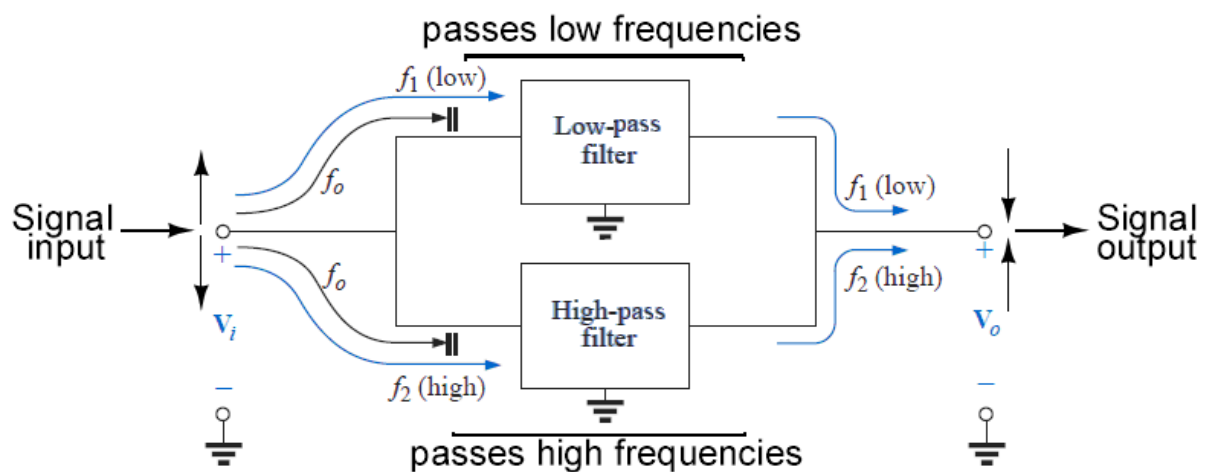 passes low frequencies
f1 (low)
Low-pass
filter
fo
f1 (low)
Signal
input
+
Vi
−
fo
f2 (high)
High-pass
filter
f2 (high)
+
Vo
−
Signal
output
passes high frequencies